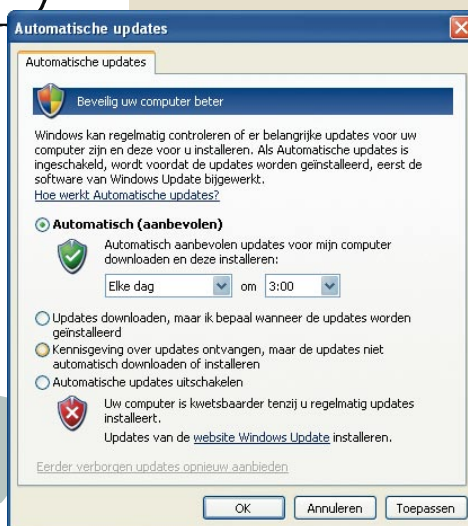 Automatische updates
Automatische updates
Beveilig uw computer beter
Windows kan regelmatig controleren of er belangrijke updates voor uw
computer zijn en deze voor u installeren. Als Automatische updates is
ingeschakeld, wordt voordat de updates worden geïnstalleerd, eerst de
software van Windows Update bijgewerkt.
Hoe werkt Automatische updates?
Automatisch (aanbevolen)
Automatisch aanbevolen updates voor mijn computer
downloaden en deze installeren:
Elke dag om 3:00
Updates downloaden, maar ik bepaal wanneer de updates worden
geïnstalleerd
Kennisgeving over updates ontvangen, maar de updates niet
automatisch downloaden of installeren
Automatische updates uitschakelen
Uw computer is kwetsbaarder tenzij u regelmatig updates
installeert.
Updates van de website Windows Update installeren.
Eerder verborgen updates opnieuw aanbieden
OK Annuleren Toepassen